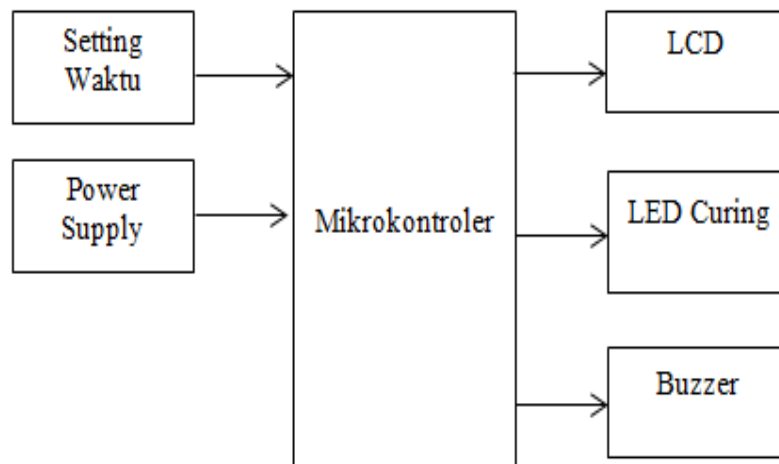 Setting
Waktu
Power
Supply
Mikrokontroler
LCD
LED Curing
Buzzer